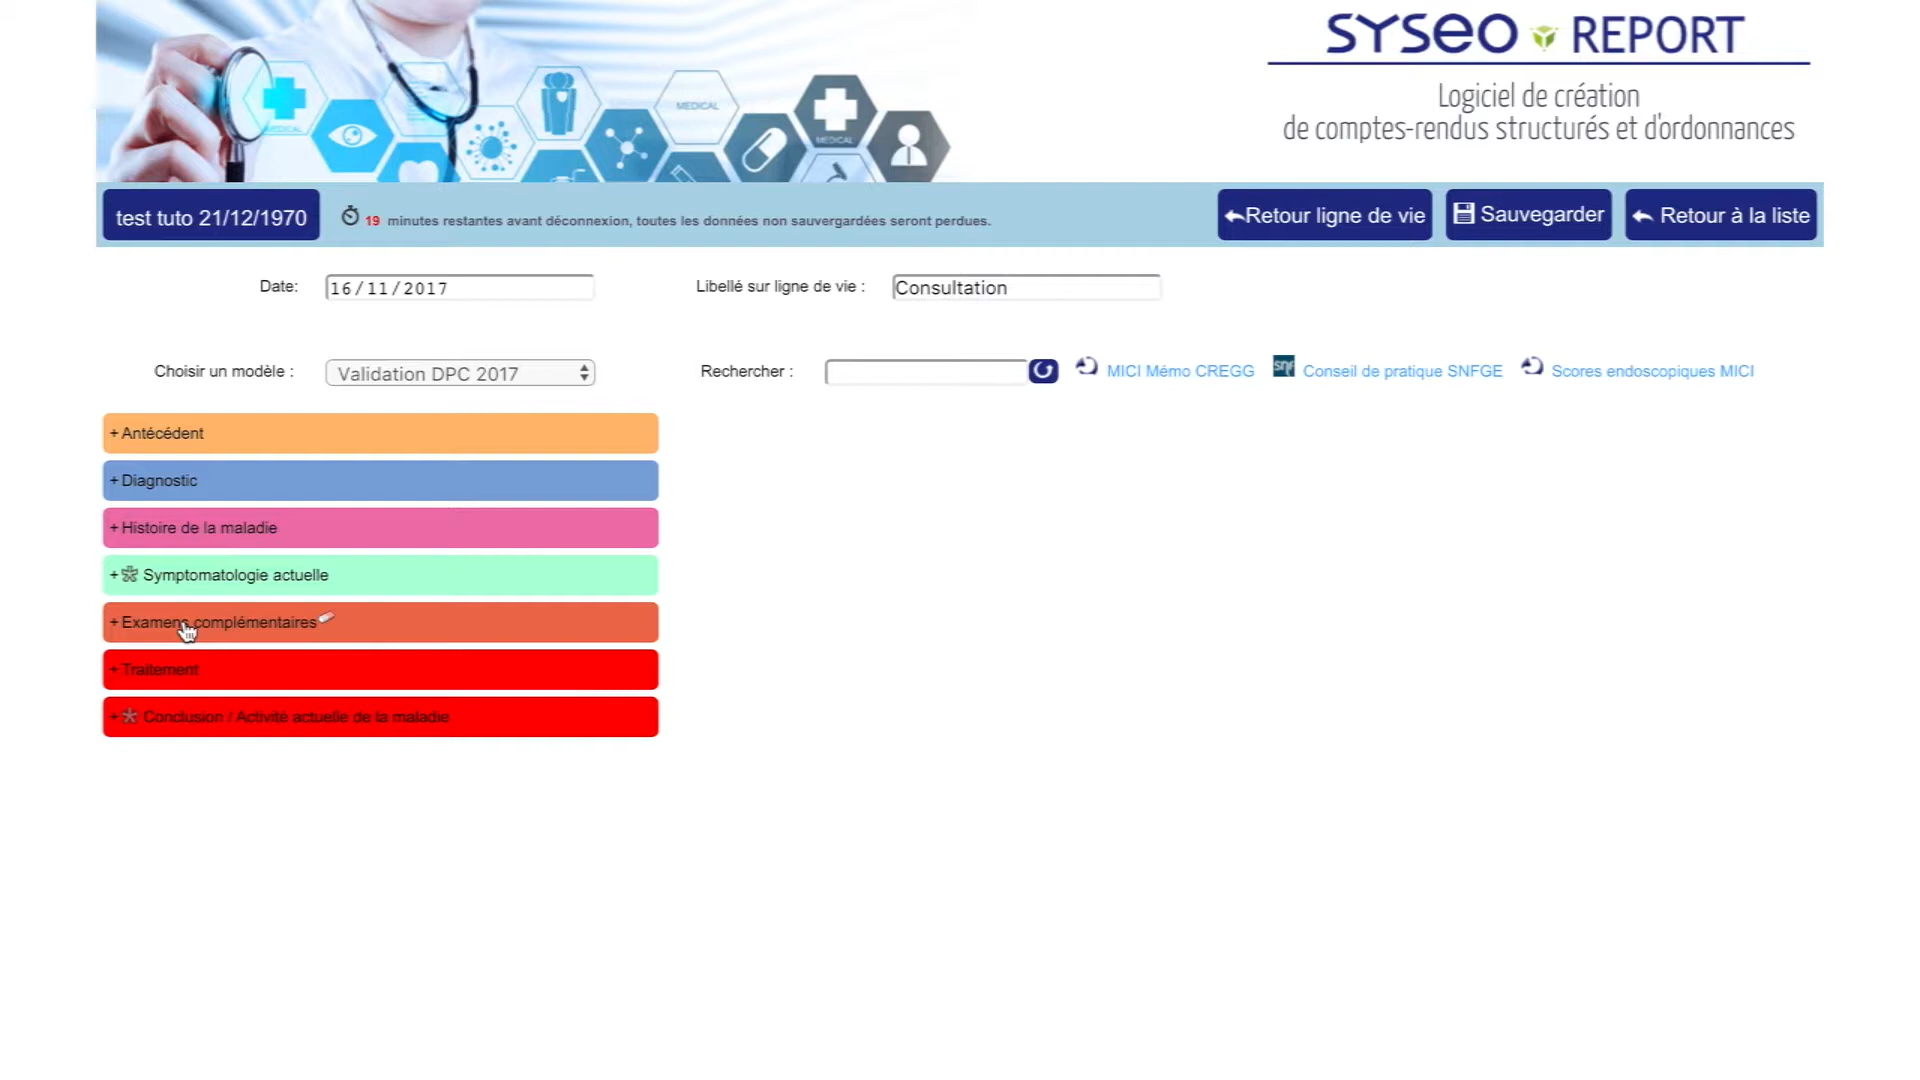 SYSEO REPORT
Logiciel de création
de comptes-rendus structurés et d'ordonnances
MEDICAL
MEDICAL
MEDICAL
test tuto 21/12/1970
19 minutes restantes avant déconnexion, toutes les données non sauvergardées seront perdues.
Retour ligne de vie
Sauvegarder
Retour à la liste
Date: 16/11/2017
Libellé sur ligne de vie : Consultation
Choisir un modèle : Validation DPC 2017
Rechercher :
MICI Mémo CREGG
snf Conseil de pratique SNFGE
Scores endoscopiques MICI
+ Antécédent
+ Diagnostic
+ Histoire de la maladie
+ Symptomatologie actuelle
+ Examens complémentaires
+ Traitement
+ Conclusion / Activité actuelle de la maladie